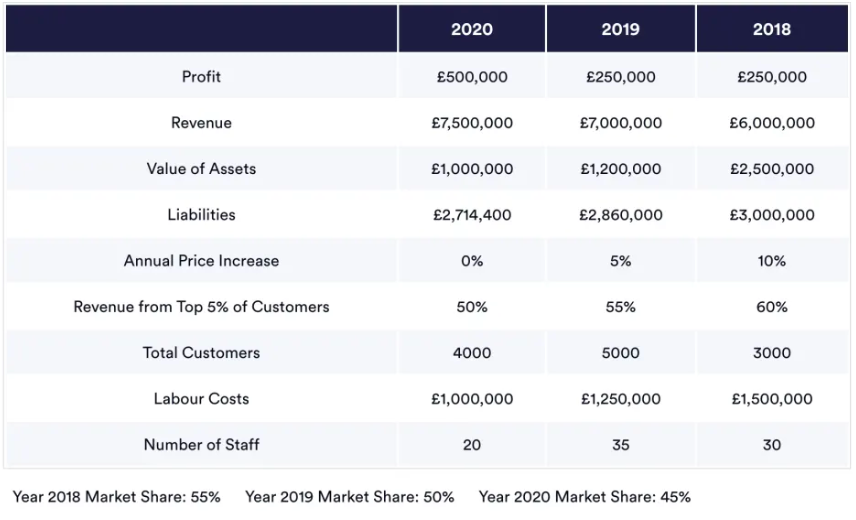 2020 2019 2018
Profit £500,000 £250,000 £250,000
Revenue £7,500,000 £7,000,000 £6,000,000
Value of Assets £1,000,000 £1,200,000 £2,500,000
Liabilities £2,714,400 £2,860,000 £3,000,000
Annual Price Increase 0% 5% 10%
Revenue from Top 5% of Customers 50% 55% 60%
Total Customers 4000 5000 3000
Labour Costs £1,000,000 £1,250,000 £1,500,000
Number of Staff 20 35 30
Year 2018 Market Share: 55% Year 2019 Market Share: 50% Year 2020 Market Share: 45%